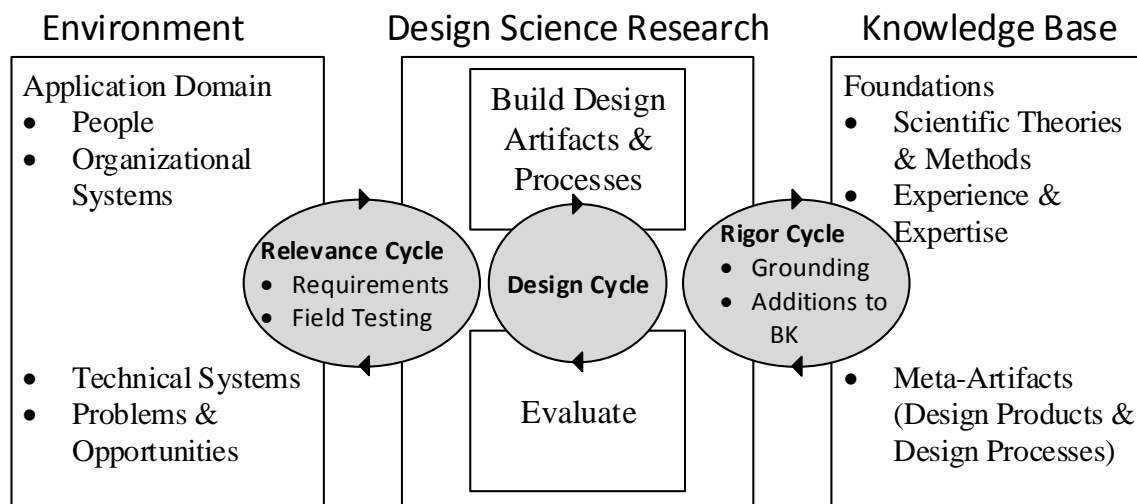 Environment
Design Science Research
Knowledge Base
Application Domain
• People
• Organizational
Systems
• Technical Systems
• Problems &
Opportunities
Relevance Cycle
• Requirements
• Field Testing
Build Design
Artifacts &
Processes
Design Cycle
Evaluate
Rigor Cycle
• Grounding
• Additions to
BK
Foundations
• Scientific Theories
& Methods
• Experience &
Expertise
• Meta-Artifacts
(Design Products &
Design Processes)